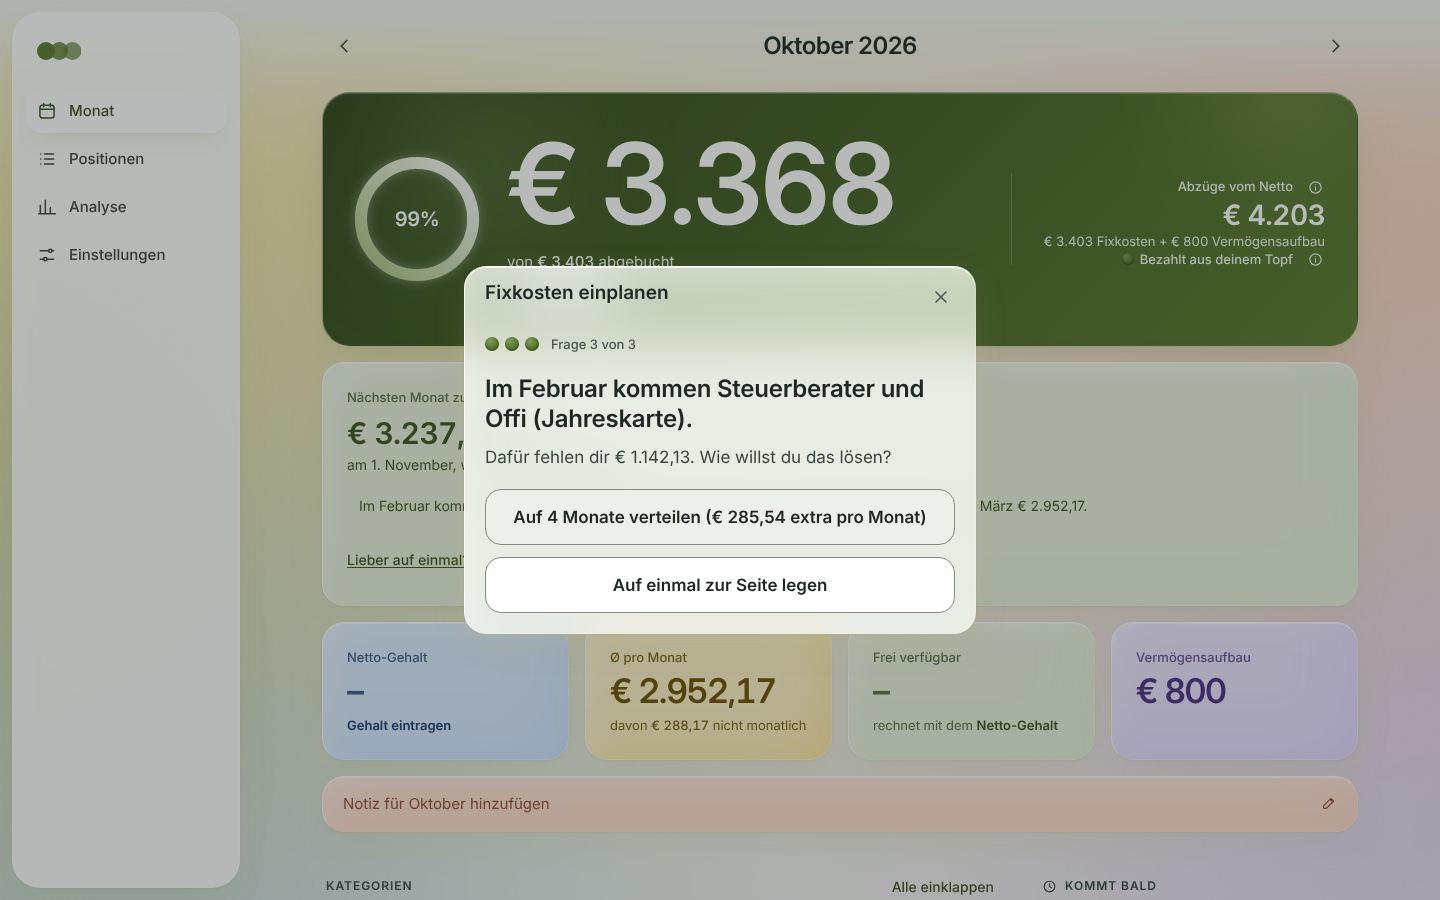 Monat
Positionen
Analyse
Einstellungen
Oktober 2026
99%
€ 3.368
von € 3.403 abgebucht
Abzüge vom Netto
€ 4.203
€ 3.403 Fixkosten + € 800 Vermögensaufbau
Bezahlt aus deinem Topf
Fixkosten einplanen
Frage 3 von 3
Im Februar kommen Steuerberater und
Offi (Jahreskarte).
Dafür fehlen dir € 1.142,13. Wie willst du das lösen?
Auf 4 Monate verteilen (€ 285,54 extra pro Monat)
Auf einmal zur Seite legen
Nächsten Monat
€ 3.237,
am 1. November,
Im Februar
März € 2.952,17.
Lieber auf einmal
Netto-Gehalt
–
Gehalt eintragen
Ø pro Monat
€ 2.952,17
davon € 288,17 nicht monatlich
Frei verfügbar
–
rechnet mit dem Netto-Gehalt
Vermögensaufbau
€ 800
Notiz für Oktober hinzufügen
KATEGORIEN
Alle einklappen
KOMMT BALD